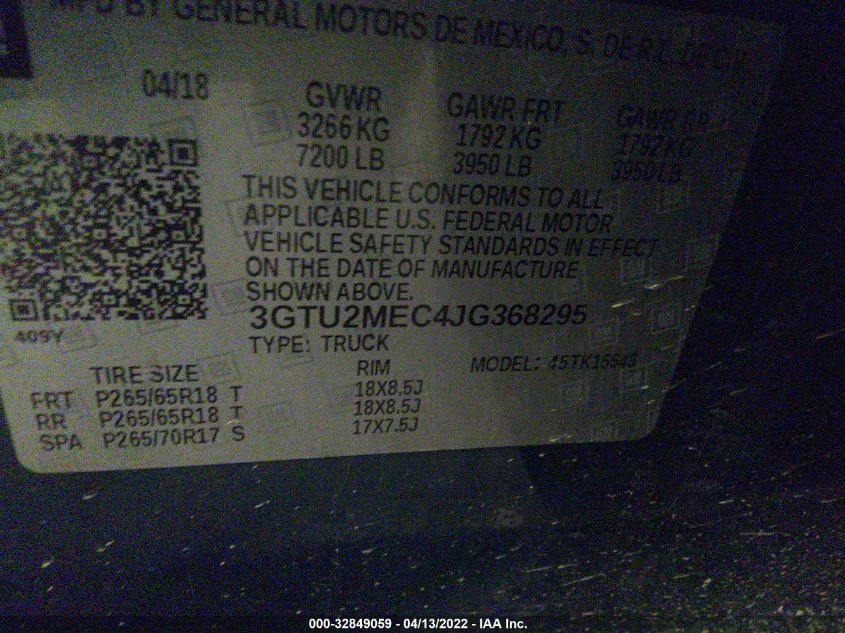 MFD BY GENERAL MOTORS DE MEXICO, S. DE R.L. DE C.V.
04/18
GVWR GAWR FRT GAWR RR
3266 KG 1792 KG 1792 KG
7200 LB 3950 LB 3950 LB
THIS VEHICLE CONFORMS TO ALL
APPLICABLE U.S. FEDERAL MOTOR
VEHICLE SAFETY STANDARDS IN EFFECT
ON THE DATE OF MANUFACTURE
SHOWN ABOVE.
3GTU2MEC4JG368295
409Y
TYPE: TRUCK
TIRE SIZE RIM MODEL: 45TK15543
FRT P265/65R18 T 18X8.5J
RR P265/65R18 T 18X8.5J
SPA P265/70R17 S 17X7.5J
000-32849059 - 04/13/2022 - IAA Inc.